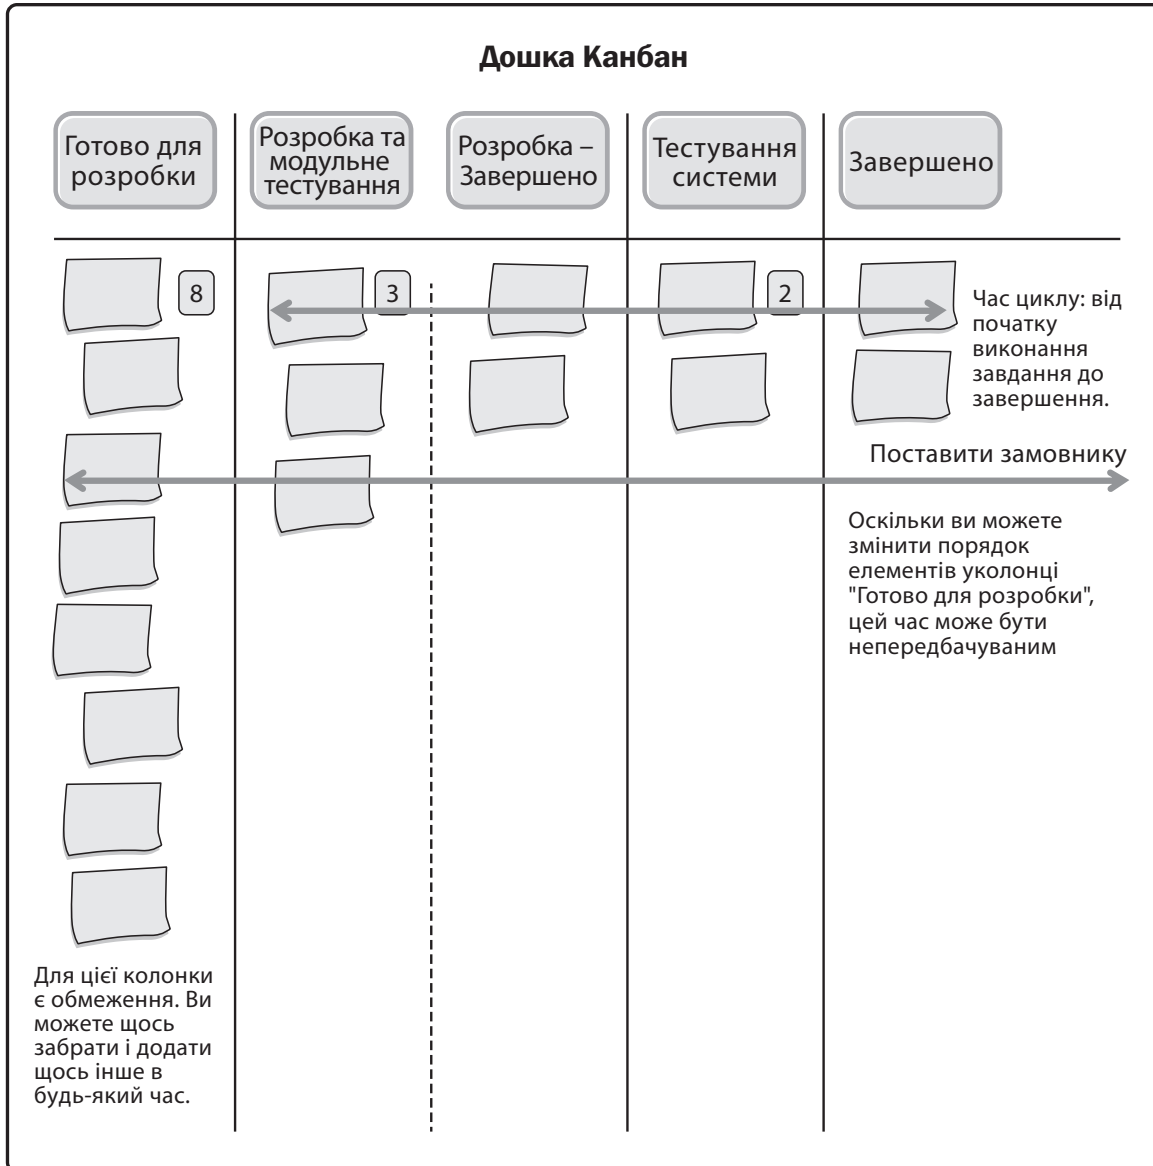 Дошка Канбан
Готово для
розробки
Розробка та
модульне
тестування
Розробка –
Завершено
Тестування
системи
Завершено
8
3
2
Час циклу: від
початку
виконання
завдання до
завершення.
Поставити замовнику
Оскільки ви можете
змінити порядок
елементів уколонці
"Готово для розробки",
цей час може бути
непередбачуваним
Для цієї колонки
є обмеження. Ви
можете щось
забрати і додати
щось інше в
будь-який час.